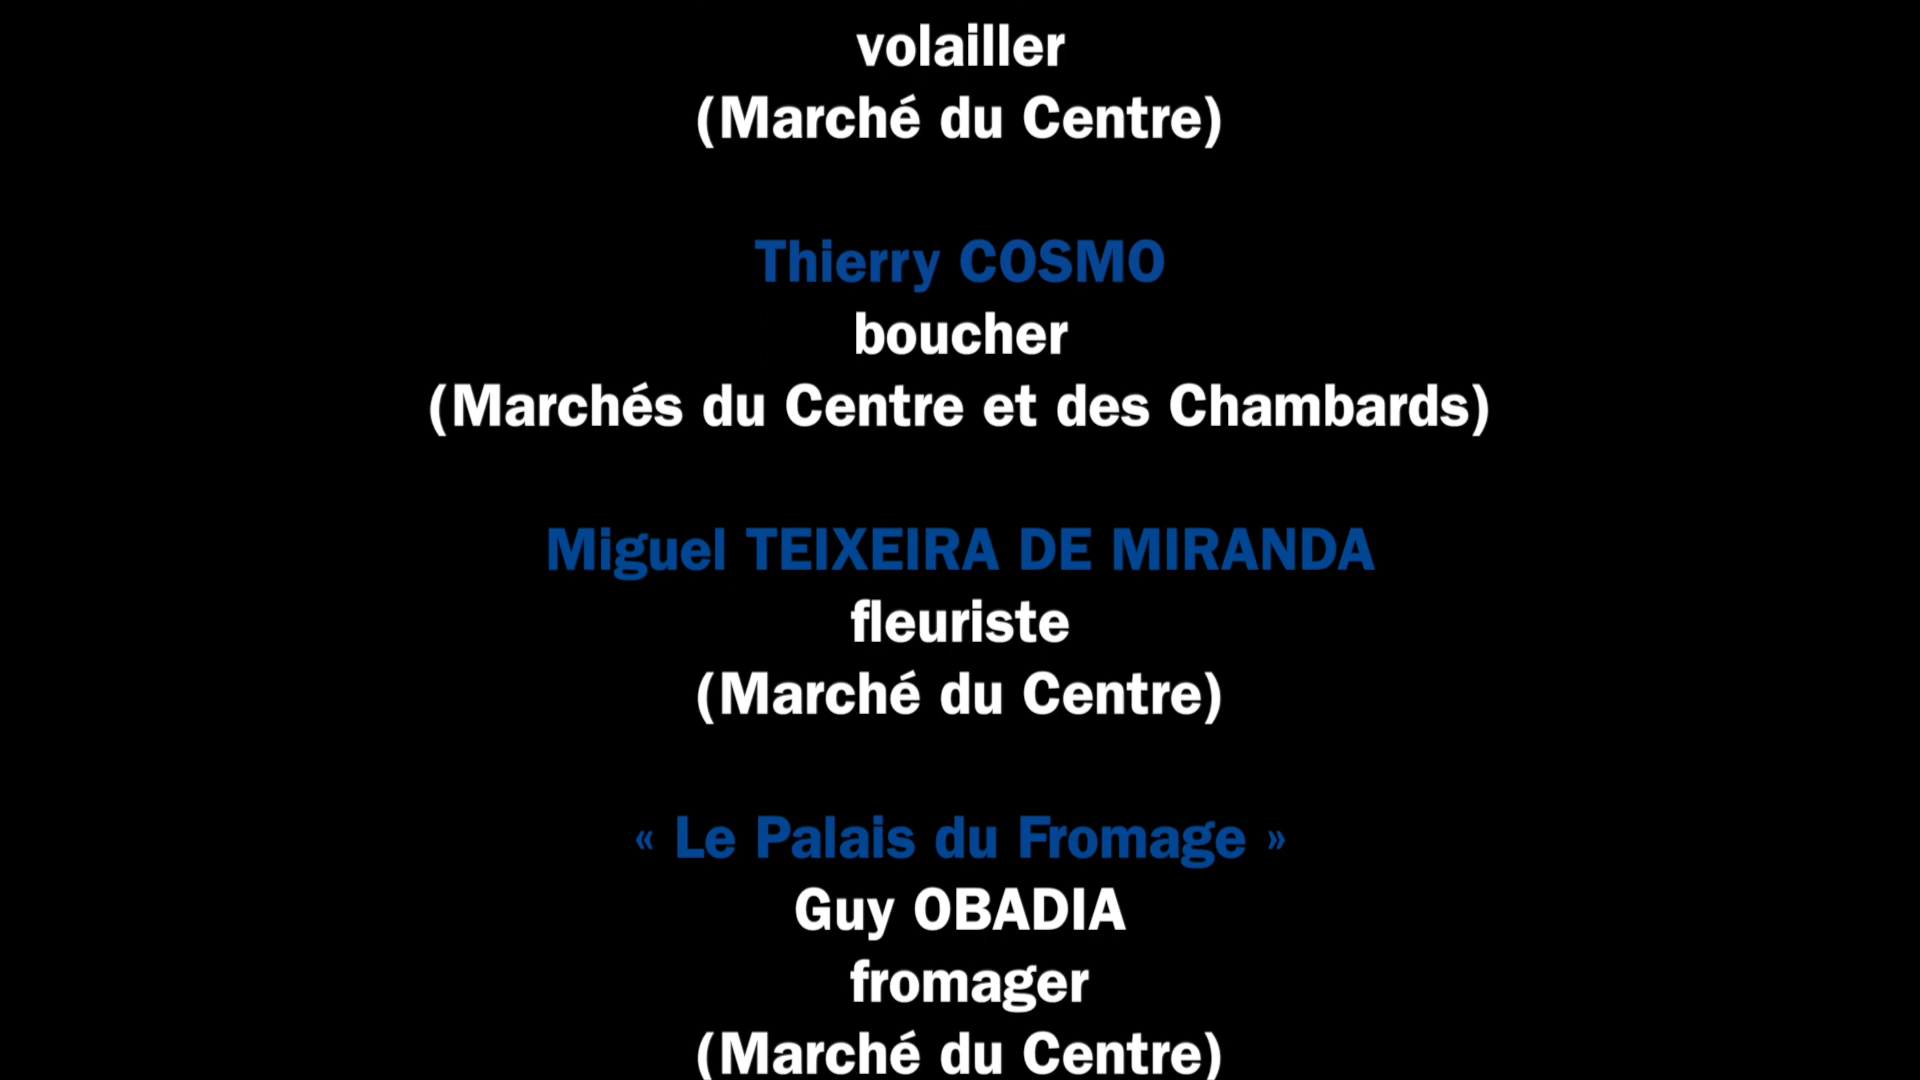 volailler
(Marché du Centre)
Thierry COSMO
boucher
(Marchés du Centre et des Chambards)
Miguel TEIXEIRA DE MIRANDA
fleuriste
(Marché du Centre)
« Le Palais du Fromage »
Guy OBADIA
fromager
(Marché du Centre)